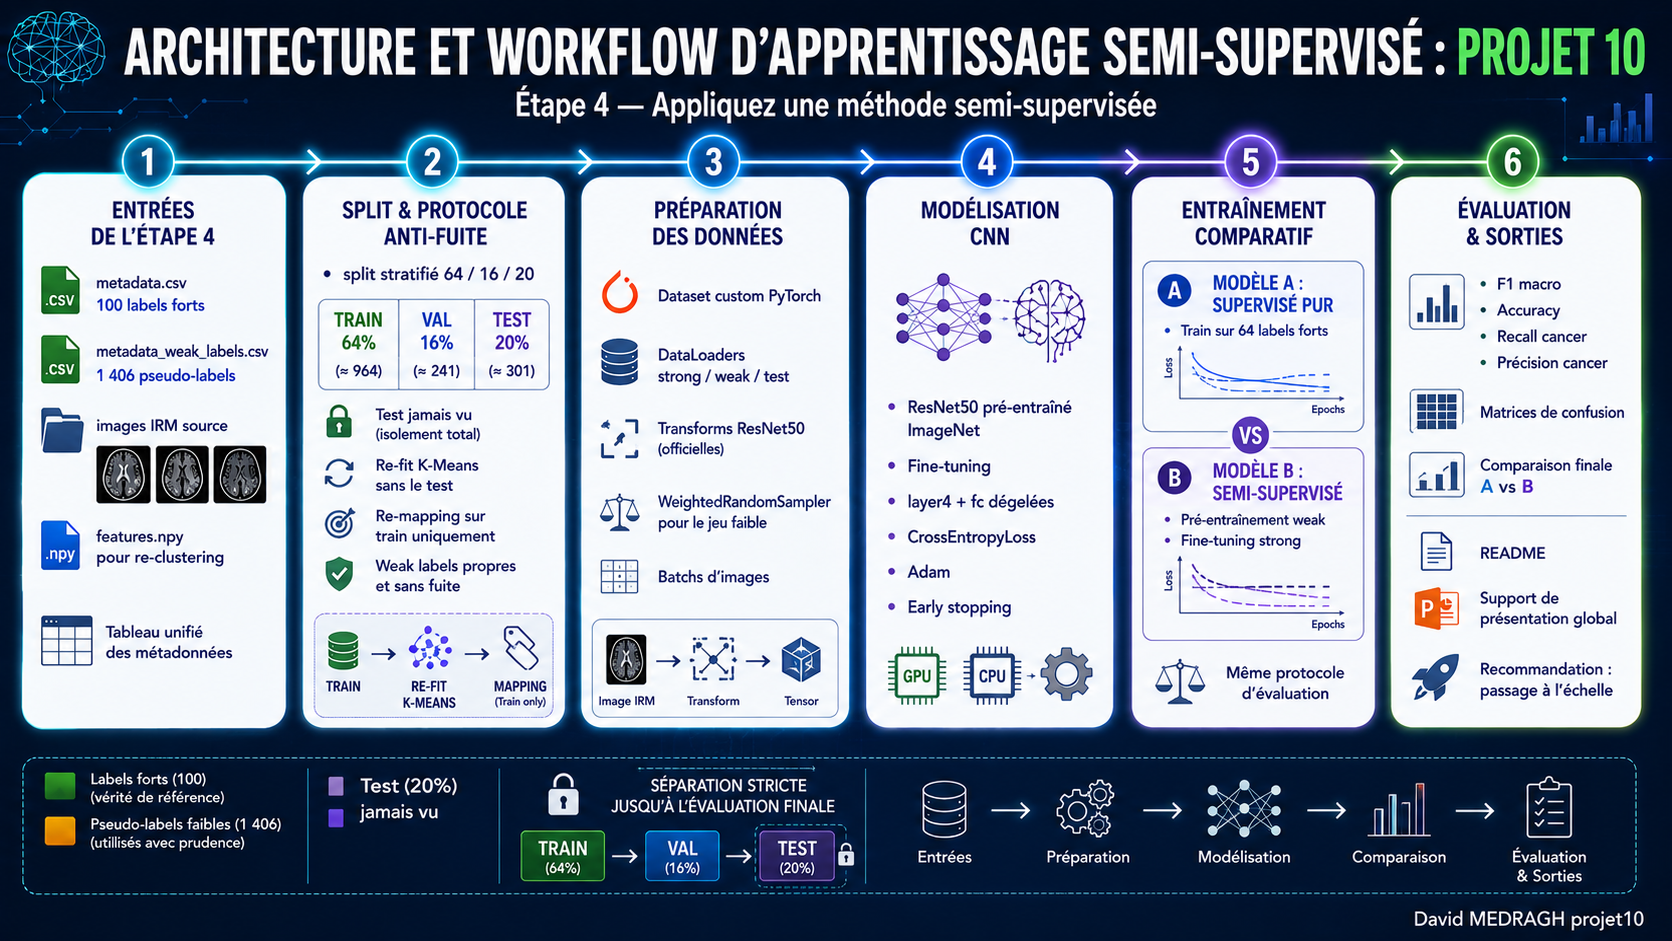 ARCHITECTURE ET WORKFLOW D'APPRENTISSAGE SEMI-SUPERVISÉ : PROJET 10
Étape 4 — Appliquez une méthode semi-supervisée
1
2
3
4
5
6
ENTRÉES
DE L'ÉTAPE 4
.CSV
metadata.csv
100 labels forts
.CSV
metadata_weak_labels.csv
1 406 pseudo-labels
images IRM source
.npy
features.npy
pour re-clustering
Tableau unifié
des métadonnées
SPLIT & PROTOCOLE
ANTI-FUITE
• split stratifié 64 / 16 / 20
TRAIN
64%
(≈ 964)
VAL
16%
(≈ 241)
TEST
20%
(≈ 301)
Test jamais vu
(isolement total)
Re-fit K-Means
sans le test
Re-mapping sur
train uniquement
Weak labels propres
et sans fuite
TRAIN
RE-FIT
K-MEANS
MAPPING
(Train only)
PRÉPARATION
DES DONNÉES
Dataset custom PyTorch
DataLoaders
strong / weak / test
Transforms ResNet50
(officielles)
WeightedRandomSampler
pour le jeu faible
Batchs d'images
Image IRM
Transform
Tensor
MODÉLISATION
CNN
• ResNet50 pré-entraîné
ImageNet
• Fine-tuning
• layer4 + fc dégelées
• CrossEntropyLoss
• Adam
• Early stopping
GPU
CPU
ENTRAÎNEMENT
COMPARATIF
A
MODÈLE A :
SUPERVISÉ PUR
• Train sur 64 labels forts
Loss
Epochs
VS
B
MODÈLE B :
SEMI-SUPERVISÉ
• Pré-entraînement weak
• Fine-tuning strong
Loss
Epochs
Même protocole
d'évaluation
ÉVALUATION
& SORTIES
• F1 macro
• Accuracy
• Recall cancer
• Précision cancer
Matrices de confusion
Comparaison finale
A vs B
README
P
Support de
présentation global
Recommandation :
passage à l'échelle
Labels forts (100)
(vérité de référence)
Pseudo-labels faibles (1 406)
(utillsés avec prudence)
Test (20%)
jamais vu
SÉPARATION STRICTE
JUSQU'À L'ÉVALUATION FINALE
TRAIN
(64%)
VAL
(16%)
TEST
(20%)
Entrées
Préparation
Modélisation
Comparaison
Évaluation
& Sorties
David MEDRAGH projet10